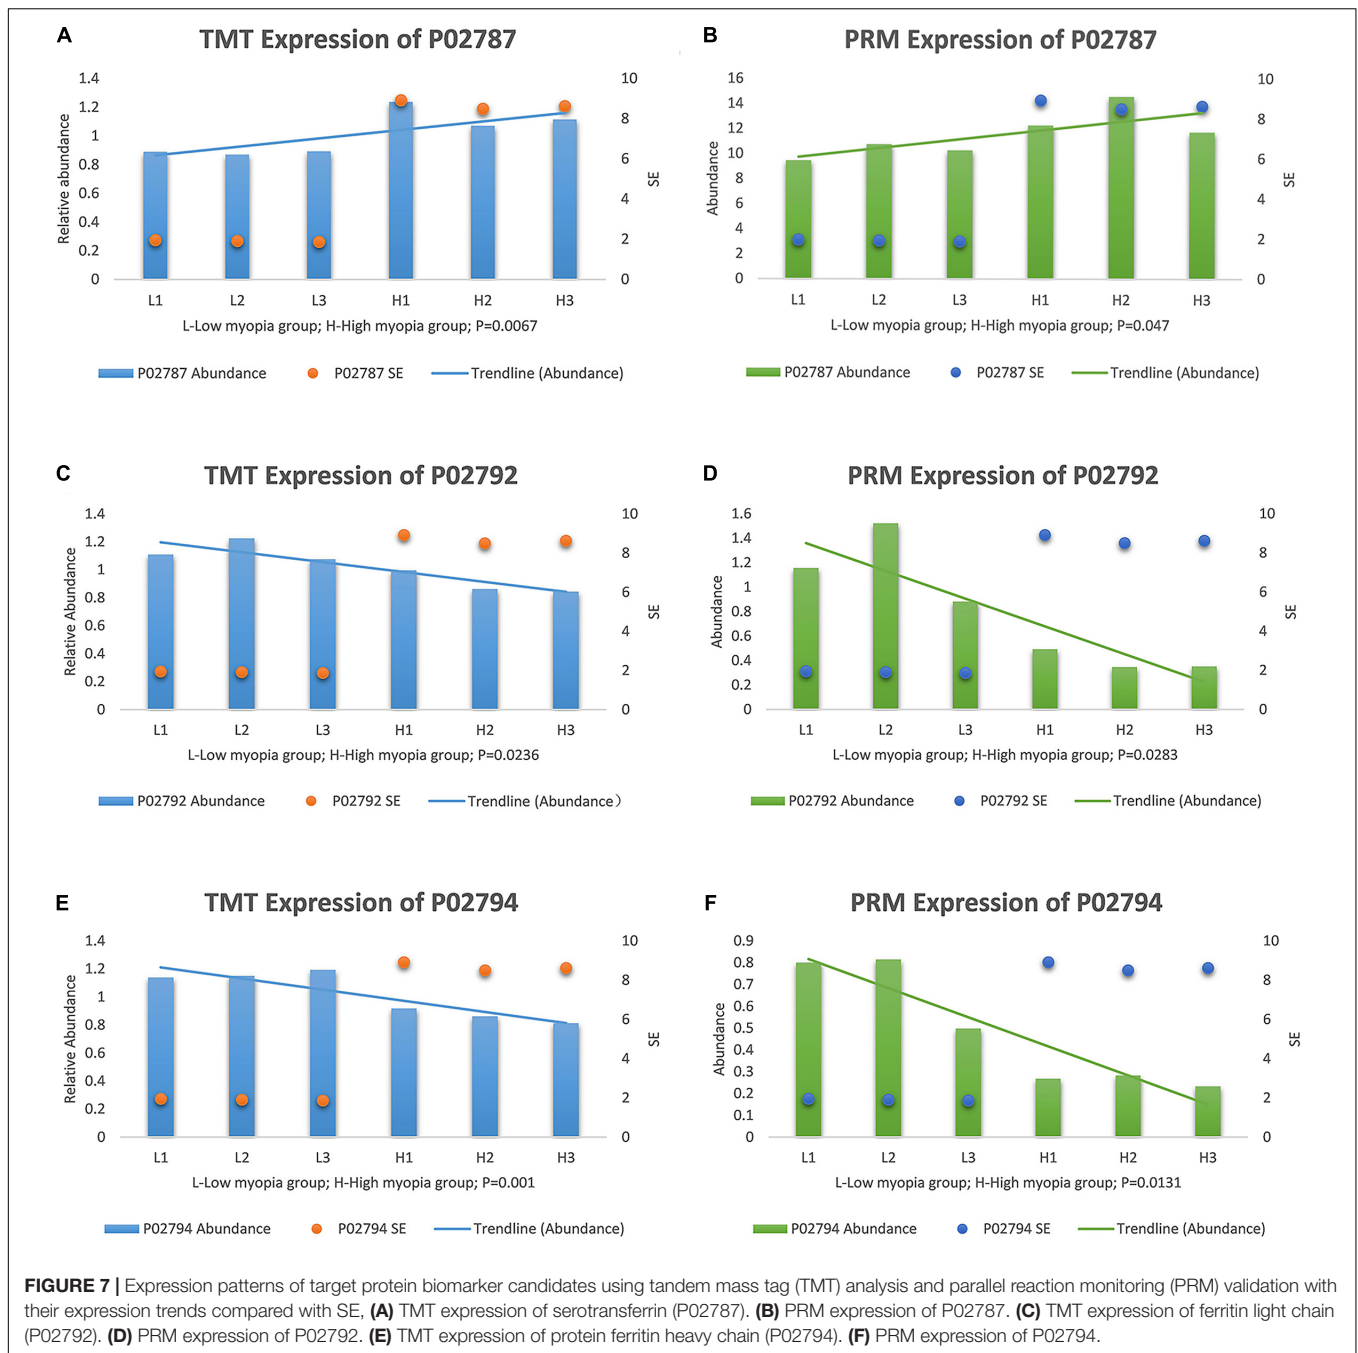 A
TMT Expression of P02787
1.4
1.2
1
0.8
0.6
0.4
0.2
0
Relative abundance
10
8
6
4
2
0
SE
L1 L2 L3 H1 H2 H3
L-Low myopia group; H-High myopia group; P=0.0067
P02787 Abundance P02787 SE Trendline (Abundance)
B
PRM Expression of P02787
16
14
12
10
8
6
4
2
0
Abundance
10
8
6
4
2
0
SE
L1 L2 L3 H1 H2 H3
L-Low myopia group; H-High myopia group; P=0.047
P02787 Abundance P02787 SE Trendline (Abundance)
C
TMT Expression of P02792
1.4
1.2
1
0.8
0.6
0.4
0.2
0
Relative Abundance
10
8
6
4
2
0
SE
L1 L2 L3 H1 H2 H3
L-Low myopia group; H-High myopia group; P=0.0236
P02792 Abundance P02792 SE Trendline (Abundance）
D
PRM Expression of P02792
1.6
1.4
1.2
1
0.8
0.6
0.4
0.2
0
Abundance
10
8
6
4
2
0
SE
L1 L2 L3 H1 H2 H3
L-Low myopia group; H-High myopia group; P=0.0283
P02792 Abundance P02792 SE Trendline (Abundance)
E
TMT Expression of P02794
1.4
1.2
1
0.8
0.6
0.4
0.2
0
Relative Abundance
10
8
6
4
2
0
SE
L1 L2 L3 H1 H2 H3
L-Low myopia group; H-High myopia group; P=0.001
P02794 Abundance P02794 SE Trendline (Abundance)
F
PRM Expression of P02794
0.9
0.8
0.7
0.6
0.5
0.4
0.3
0.2
0.1
0
Abundance
10
8
6
4
2
0
SE
L1 L2 L3 H1 H2 H3
L-Low myopia group; H-High myopia group; P=0.0131
P02794 Abundance P02794 SE Trendline (Abundance)
FIGURE 7 | Expression patterns of target protein biomarker candidates using tandem mass tag (TMT) analysis and parallel reaction monitoring (PRM) validation with
their expression trends compared with SE, (A) TMT expression of serotransferrin (P02787). (B) PRM expression of P02787. (C) TMT expression of ferritin light chain
(P02792). (D) PRM expression of P02792. (E) TMT expression of protein ferritin heavy chain (P02794). (F) PRM expression of P02794.